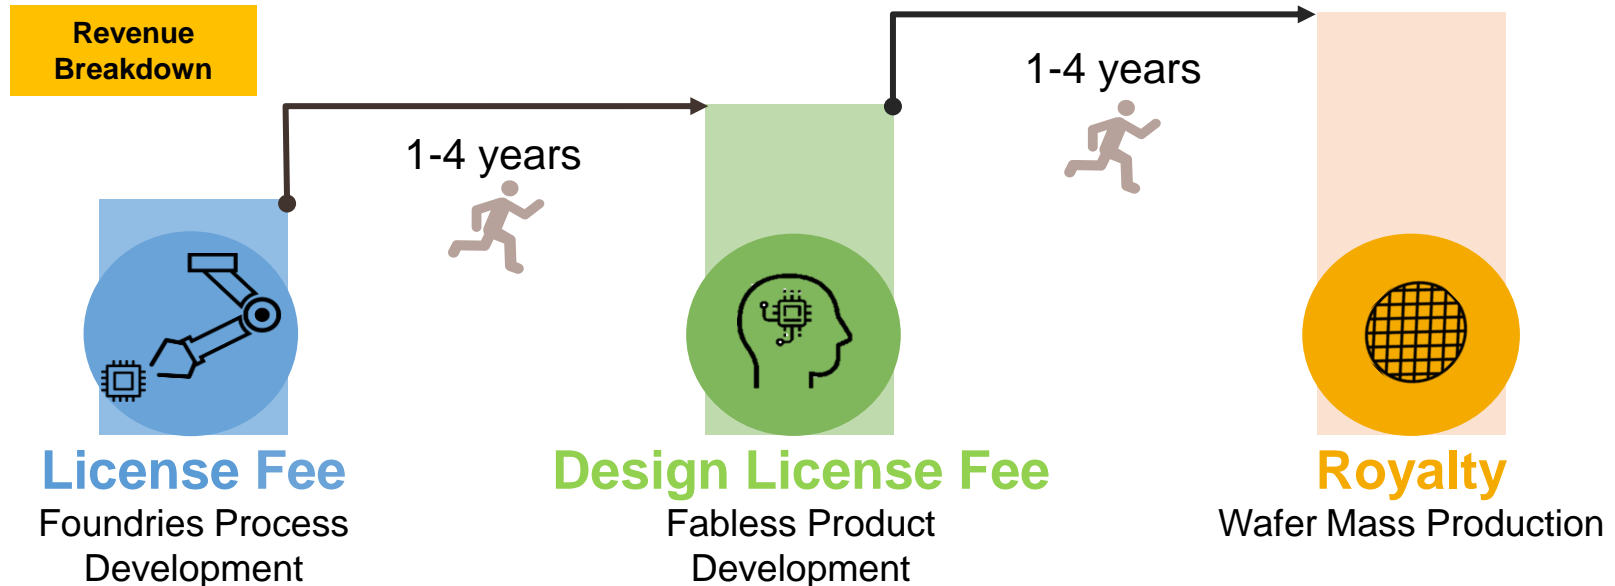 Revenue
Breakdown
1-4 years
1-4 years
License Fee
Foundries Process
Development
Design License Fee
Fabless Product
Development
Royalty
Wafer Mass Production